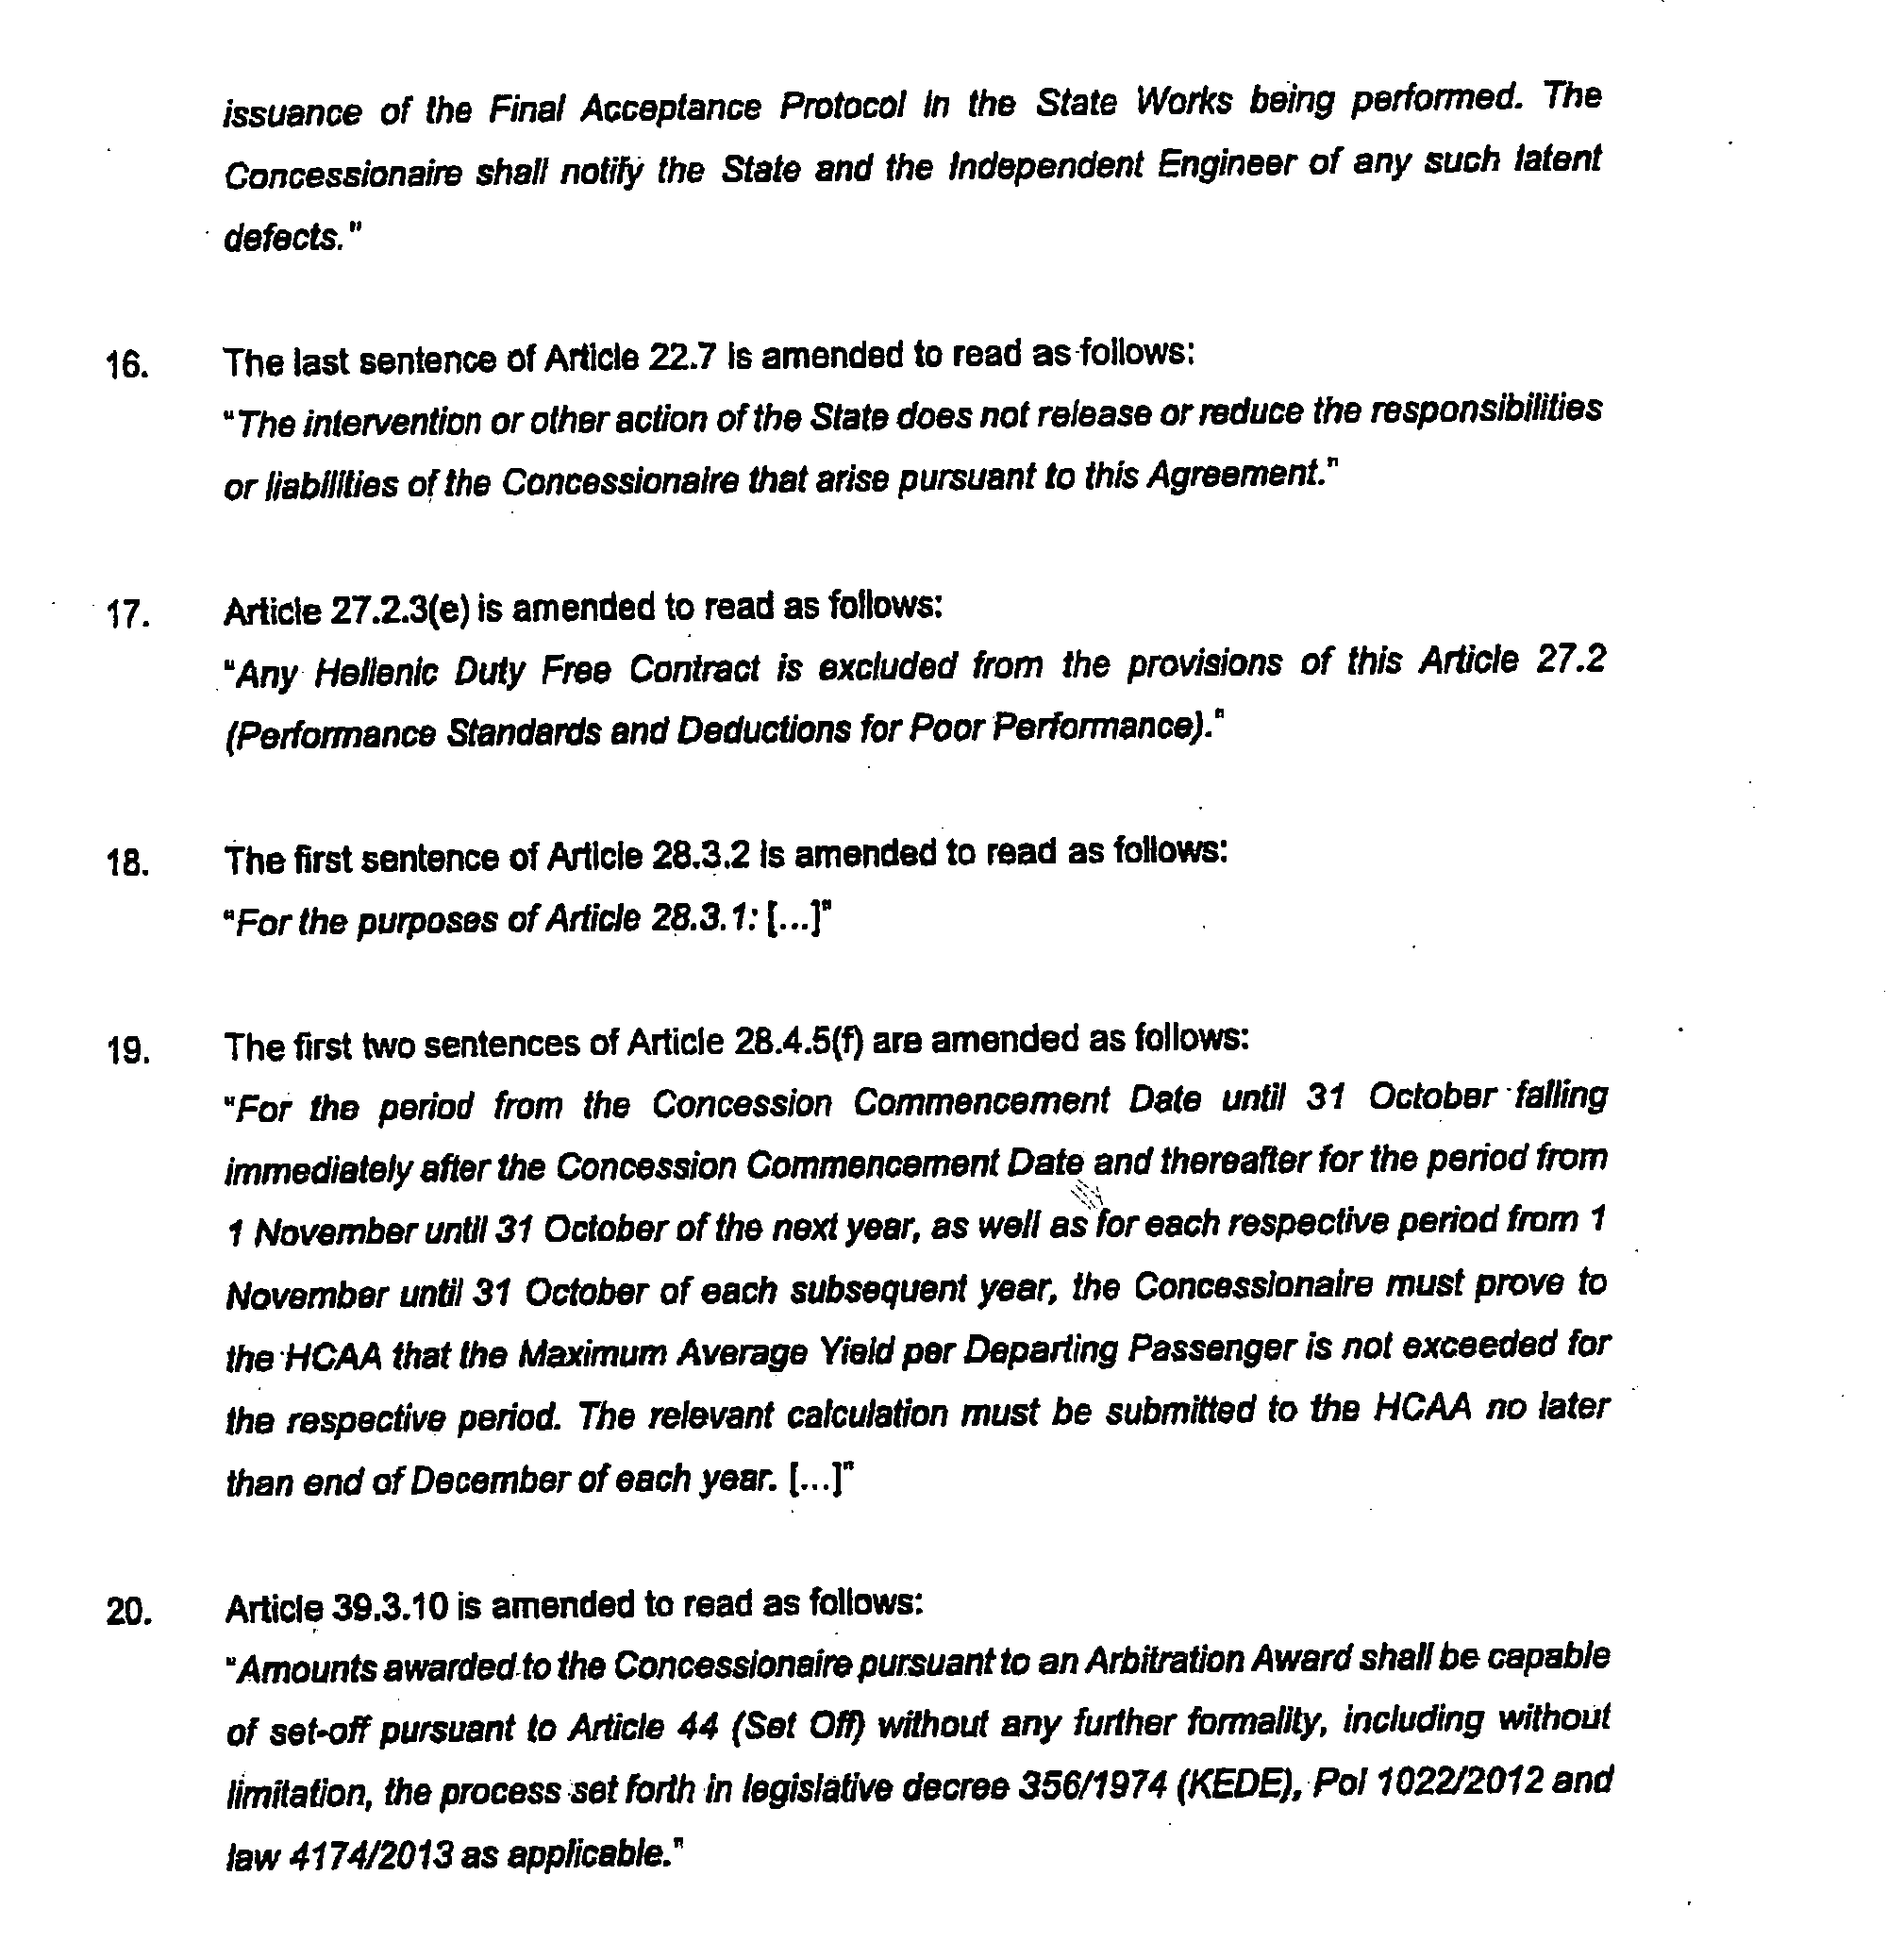 issuance of the Final Acceptance Protocol in the State Works being performed. The
Concessionaire shall notify the State and the Independent Engineer of any such latent
defects."
16. The last sentence of Article 22.7 is amended to read as follows:
"The intervention or other action of the State does not release or reduce the responsibilities
or liabilities of the Concessionaire that arise pursuant to this Agreement."
17. Article 27.2.3(e) is amended to read as follows:
"Any Hellenic Duty Free Contract is excluded from the provisions of this Article 27.2
(Performance Standards and Deductions for Poor Performance)."
18. The first sentence of Article 28.3.2 is amended to read as follows:
"For the purposes of Article 28.3.1: [...]"
19. The first two sentences of Article 28.4.5(f) are amended as follows:
"For the period from the Concession Commencement Date until 31 October falling
immediately after the Concession Commencement Date and thereafter for the period from
1 November until 31 October of the next year, as well as for each respective period from 1
November until 31 October of each subsequent year, the Concessionaire must prove to
the HCAA that the Maximum Average Yield per Departing Passenger is not exceeded for
the respective period. The relevant calculation must be submitted to the HCAA no later
than end of December of each year. [...]"
20. Article 39.3.10 is amended to read as follows:
"Amounts awarded to the Concessionaire pursuant to an Arbitration Award shall be capable
of set-off pursuant to Article 44 (Set Off) without any further formality, including without
limitation, the process set forth in legislative decree 356/1974 (KEDE), Pol 1022/2012 and
law 4174/2013 as applicable."